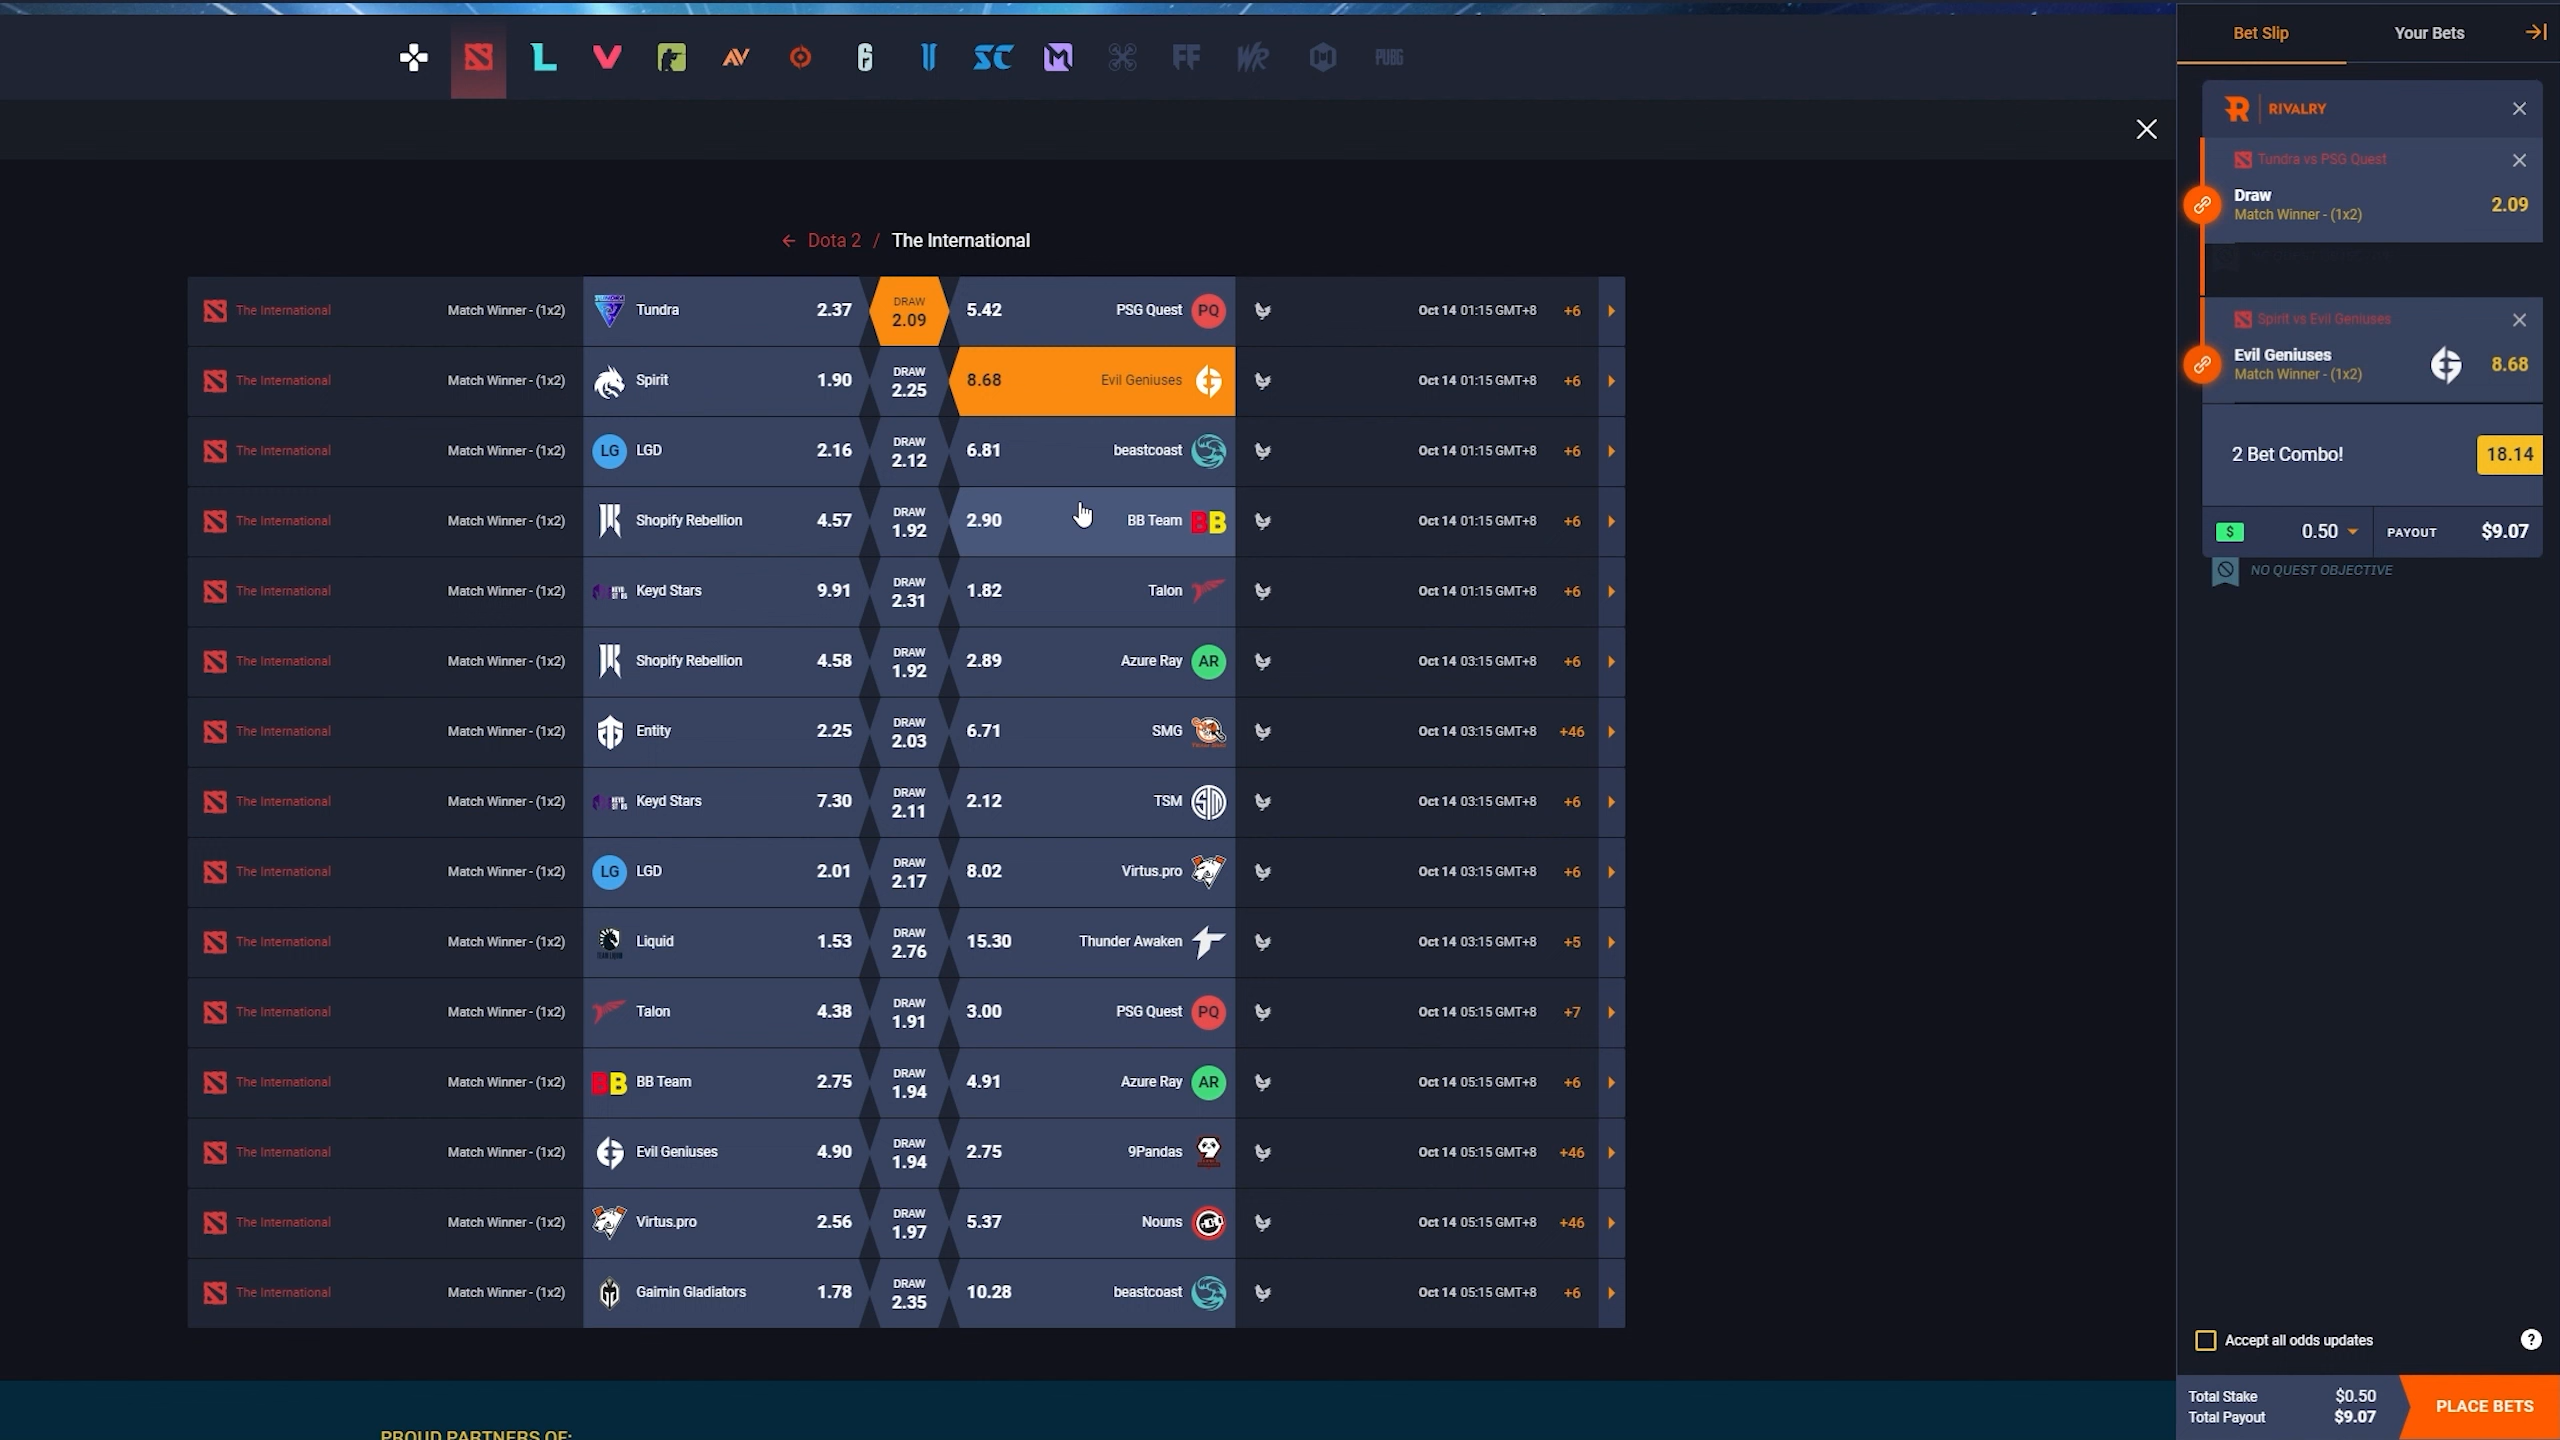 FF
WR
PUBG
Bet Slip
Your Bets
RIVALRY
Tundra vs PSG Quest
Draw
Match Winner - (1x2)
2.09
Spirit vs Evil Geniuses
Evil Geniuses
Match Winner - (1x2)
8.68
2 Bet Combo!
18.14
$
0.50
PAYOUT
$9.07
NO QUEST OBJECTIVE
Dota 2 / The International
The International Match Winner - (1x2) Tundra 2.37 DRAW 2.09 5.42 PSG Quest PQ Oct 14 01:15 GMT+8 +6
The International Match Winner - (1x2) Spirit 1.90 DRAW 2.25 8.68 Evil Geniuses Oct 14 01:15 GMT+8 +6
The International Match Winner - (1x2) LG LGD 2.16 DRAW 2.12 6.81 beastcoast Oct 14 01:15 GMT+8 +6
The International Match Winner - (1x2) Shopify Rebellion 4.57 DRAW 1.92 2.90 BB Team BB Oct 14 01:15 GMT+8 +6
The International Match Winner - (1x2) Keyd Stars 9.91 DRAW 2.31 1.82 Talon Oct 14 01:15 GMT+8 +6
The International Match Winner - (1x2) Shopify Rebellion 4.58 DRAW 1.92 2.89 Azure Ray AR Oct 14 03:15 GMT+8 +6
The International Match Winner - (1x2) Entity 2.25 DRAW 2.03 6.71 SMG Oct 14 03:15 GMT+8 +46
The International Match Winner - (1x2) Keyd Stars 7.30 DRAW 2.11 2.12 TSM Oct 14 03:15 GMT+8 +6
The International Match Winner - (1x2) LG LGD 2.01 DRAW 2.17 8.02 Virtus.pro Oct 14 03:15 GMT+8 +6
The International Match Winner - (1x2) Liquid 1.53 DRAW 2.76 15.30 Thunder Awaken Oct 14 03:15 GMT+8 +5
The International Match Winner - (1x2) Talon 4.38 DRAW 1.91 3.00 PSG Quest PQ Oct 14 05:15 GMT+8 +7
The International Match Winner - (1x2) BB BB Team 2.75 DRAW 1.94 4.91 Azure Ray AR Oct 14 05:15 GMT+8 +6
The International Match Winner - (1x2) Evil Geniuses 4.90 DRAW 1.94 2.75 9Pandas Oct 14 05:15 GMT+8 +46
The International Match Winner - (1x2) Virtus.pro 2.56 DRAW 1.97 5.37 Nouns Oct 14 05:15 GMT+8 +46
The International Match Winner - (1x2) Gaimin Gladiators 1.78 DRAW 2.35 10.28 beastcoast Oct 14 05:15 GMT+8 +6
Accept all odds updates ?
Total Stake $0.50
Total Payout $9.07
PLACE BETS
PROUD PARTNERS OF: